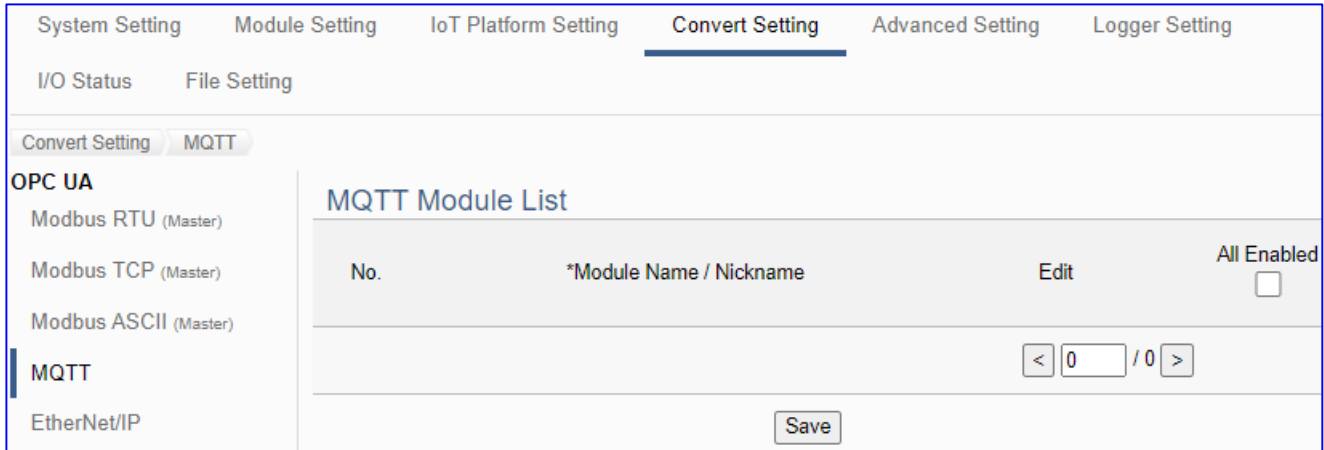 System Setting Module Setting IoT Platform Setting Convert Setting Advanced Setting Logger Setting
I/O Status File Setting
Convert Setting MQTT
OPC UA
Modbus RTU (Master)
Modbus TCP (Master)
Modbus ASCII (Master)
MQTT
EtherNet/IP
MQTT Module List
No. *Module Name / Nickname Edit All Enabled
< 0 / 0 >
Save